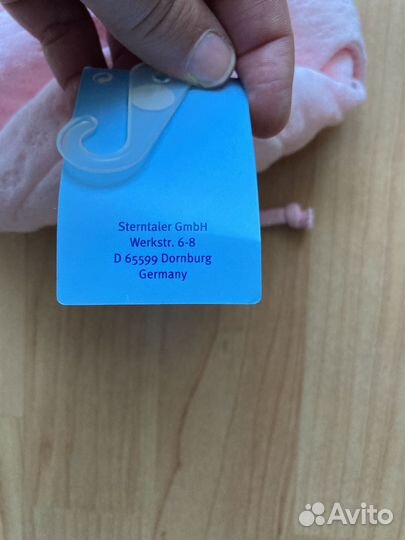 Sterntaler GmbH
Werkstr. 6-8
D 65599 Dornburg
Germany
Avito